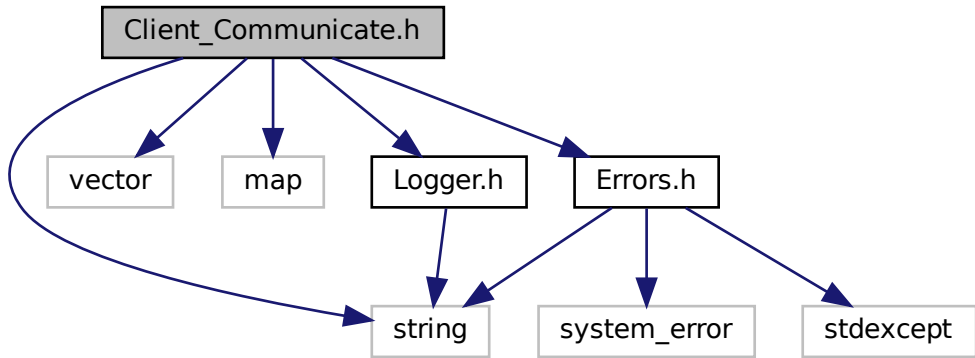 Client_Communicate.h
vector
map
Logger.h
Errors.h
string
system_error
stdexcept